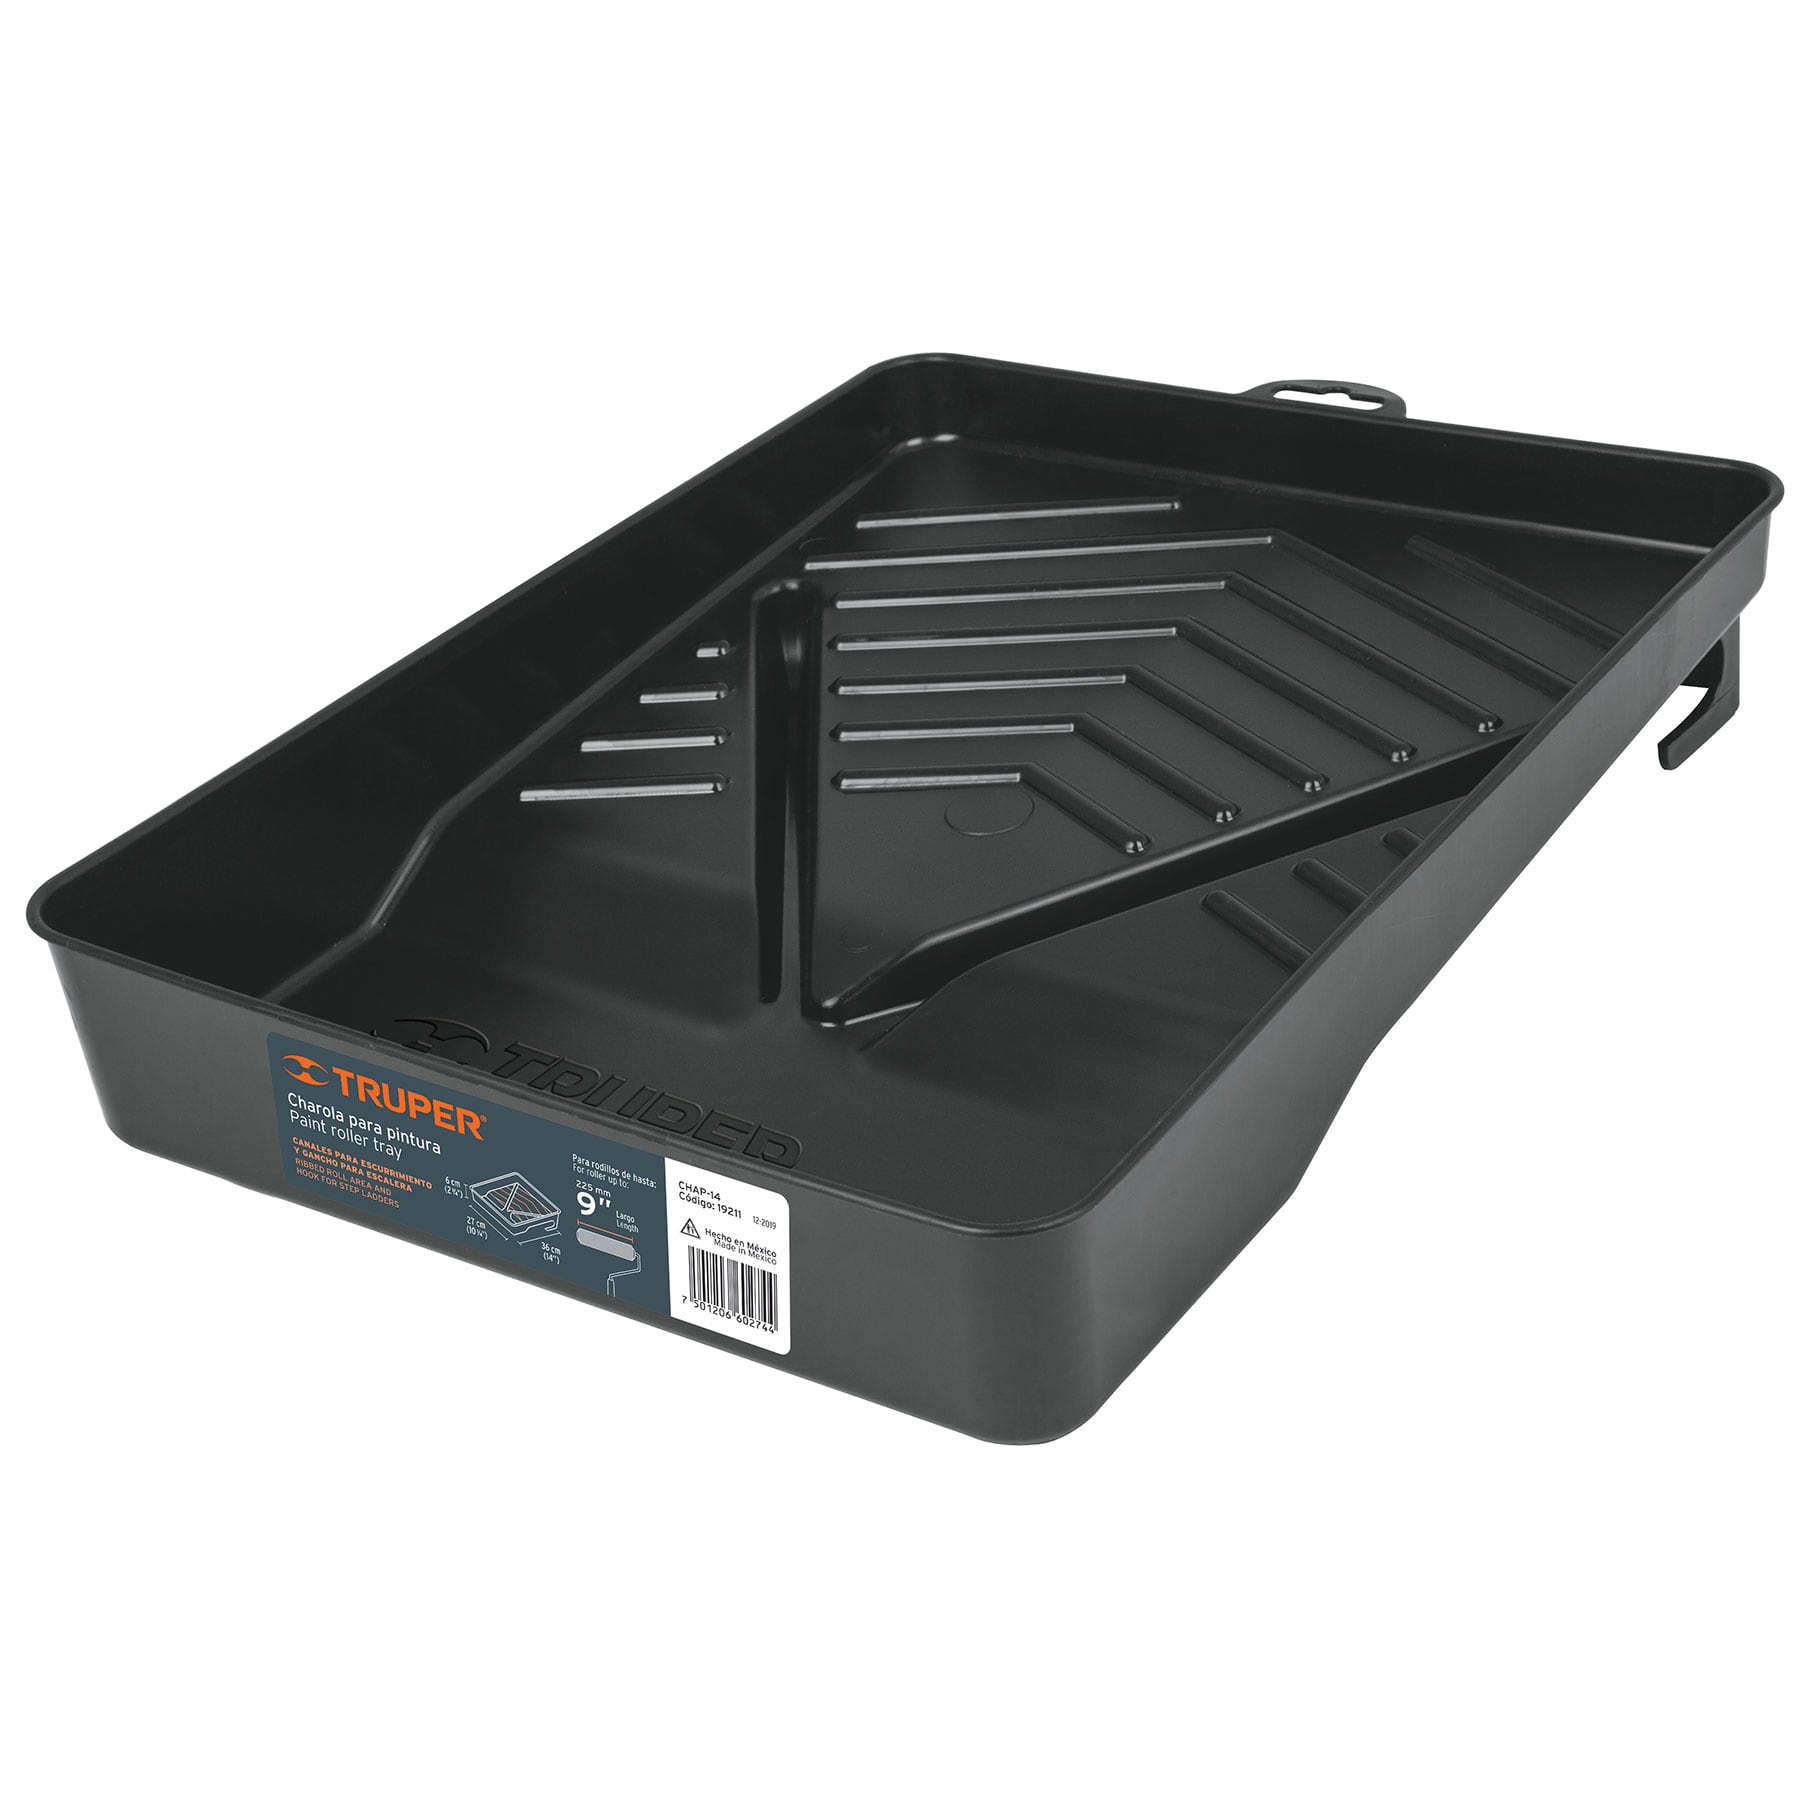 TRUPER
TRUPER®
Charola para pintura
Paint roller tray
CANALES PARA ESCURRIMIENTO
Y GANCHO PARA ESCALERA
RIBBED ROLL AREA AND
HOOK FOR STEP LADDERS
6 cm
27 cm
(10 ¾")
36 cm
(14")
Para rodillos de hasta:
For roller up to:
225 mm
9"
Largo
Length
CHAP-14
Código: 19211 12-2019
Hecho en México
Made in Mexico
7 501206 602744